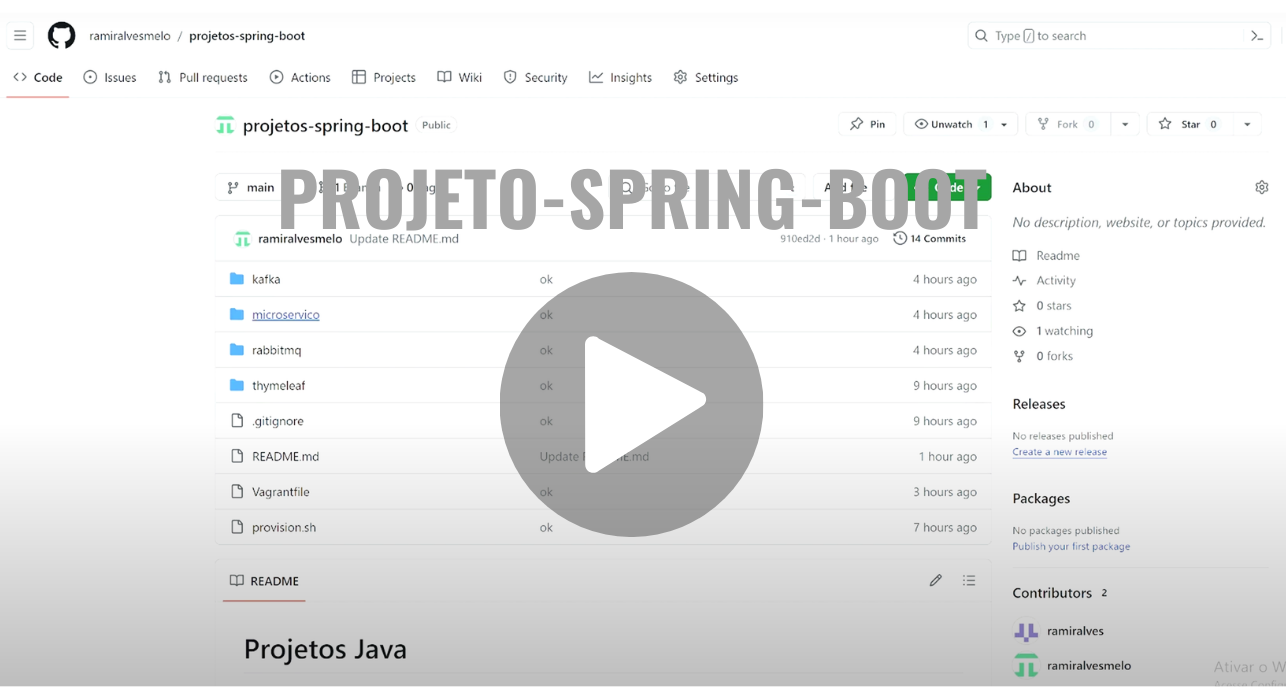 ramiralvesmelo / projetos-spring-boot
Type / to search
Code Issues Pull requests Actions Projects Wiki Security Insights Settings
projetos-spring-boot Public
Pin Unwatch 1 Fork 0 Star 0
PROJETO-SPRING-BOOT
main
ramiralvesmelo Update README.md 910ed2d · 1 hour ago 14 Commits
kafka ok 4 hours ago
microservico ok 4 hours ago
rabbitmq ok 4 hours ago
thymeleaf ok 9 hours ago
.gitignore ok 9 hours ago
README.md Update README.md 1 hour ago
Vagrantfile ok 3 hours ago
provision.sh ok 7 hours ago
README
Projetos Java
About
No description, website, or topics provided.
Readme
Activity
0 stars
1 watching
0 forks
Releases
No releases published
Create a new release
Packages
No packages published
Publish your first package
Contributors 2
ramiralves
ramiralvesmelo
Ativar o W